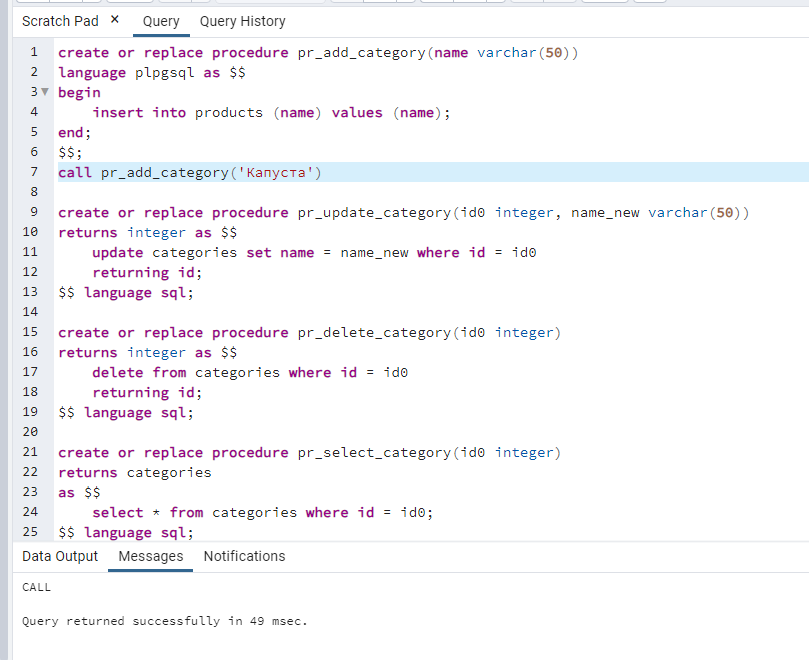 Scratch Pad × Query Query History
1 create or replace procedure pr_add_category(name varchar(50))
2 language plpgsql as $$
3 begin
4 insert into products (name) values (name);
5 end;
6 $$;
7 call pr_add_category('Капуста')
8
9 create or replace procedure pr_update_category(id0 integer, name_new varchar(50))
10 returns integer as $$
11 update categories set name = name_new where id = id0
12 returning id;
13 $$ language sql;
14
15 create or replace procedure pr_delete_category(id0 integer)
16 returns integer as $$
17 delete from categories where id = id0
18 returning id;
19 $$ language sql;
20
21 create or replace procedure pr_select_category(id0 integer)
22 returns categories
23 as $$
24 select * from categories where id = id0;
25 $$ language sql;
Data Output Messages Notifications
CALL
Query returned successfully in 49 msec.